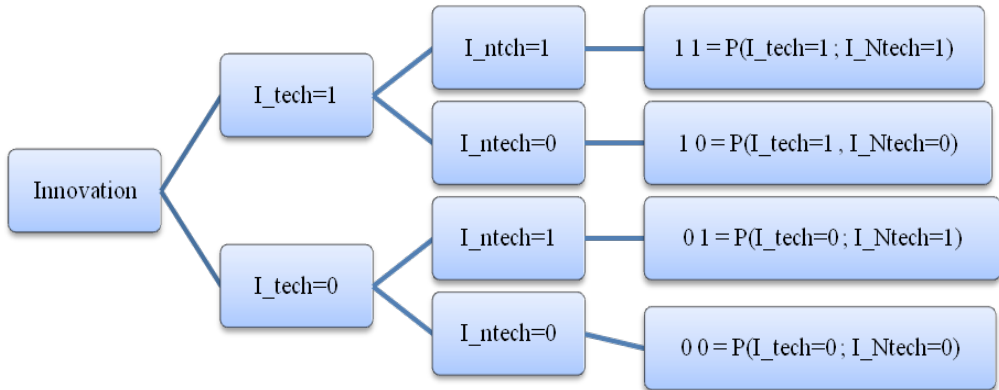 Innovation
I_tech=1
I_ntch=1
1 1 = P(I_tech=1 ; I_Ntech=1)
I_ntech=0
1 0 = P(I_tech=1 , I_Ntech=0)
I_tech=0
I_ntech=1
0 1 = P(I_tech=0 ; I_Ntech=1)
I_ntech=0
0 0 = P(I_tech=0 ; I_Ntech=0)